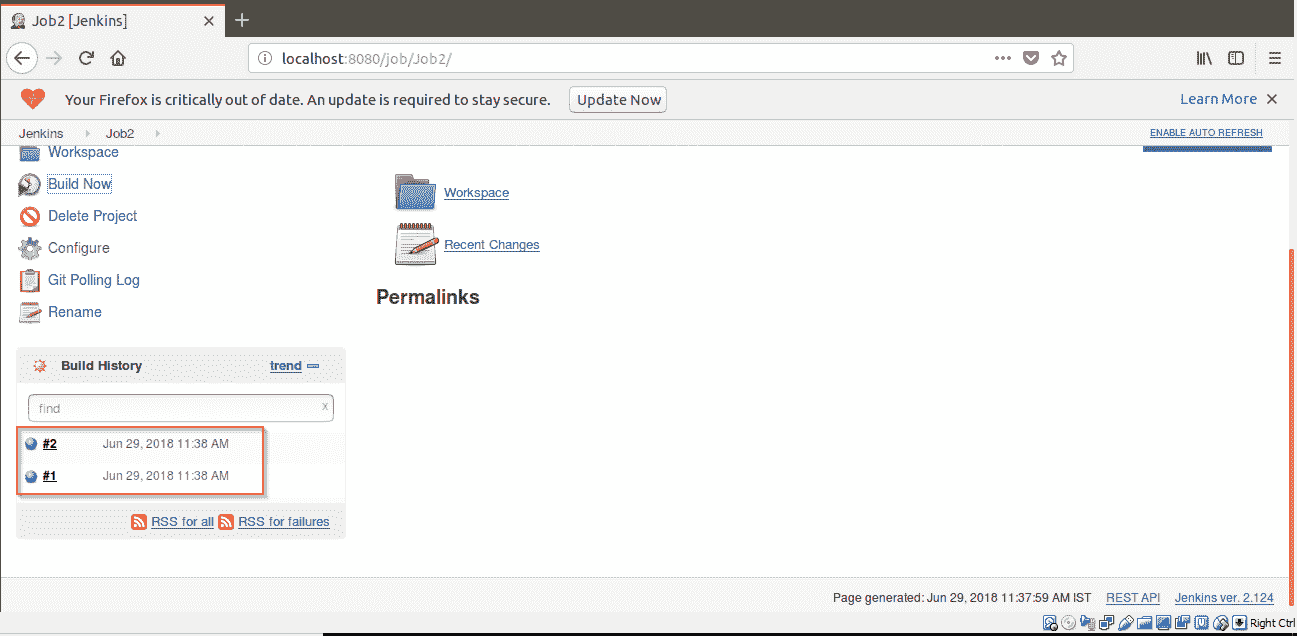 Job2 [Jenkins]
localhost:8080/job/Job2/
Your Firefox is critically out of date. An update is required to stay secure.
Update Now
Learn More
Jenkins
Job2
ENABLE AUTO REFRESH
Workspace
Build Now
Delete Project
Configure
Git Polling Log
Rename
Workspace
Recent Changes
Permalinks
Build History
trend
find
x
#2 Jun 29, 2018 11:38 AM
#1 Jun 29, 2018 11:38 AM
RSS for all RSS for failures
Page generated: Jun 29, 2018 11:37:59 AM IST REST API Jenkins ver. 2.124
Right Ctrl